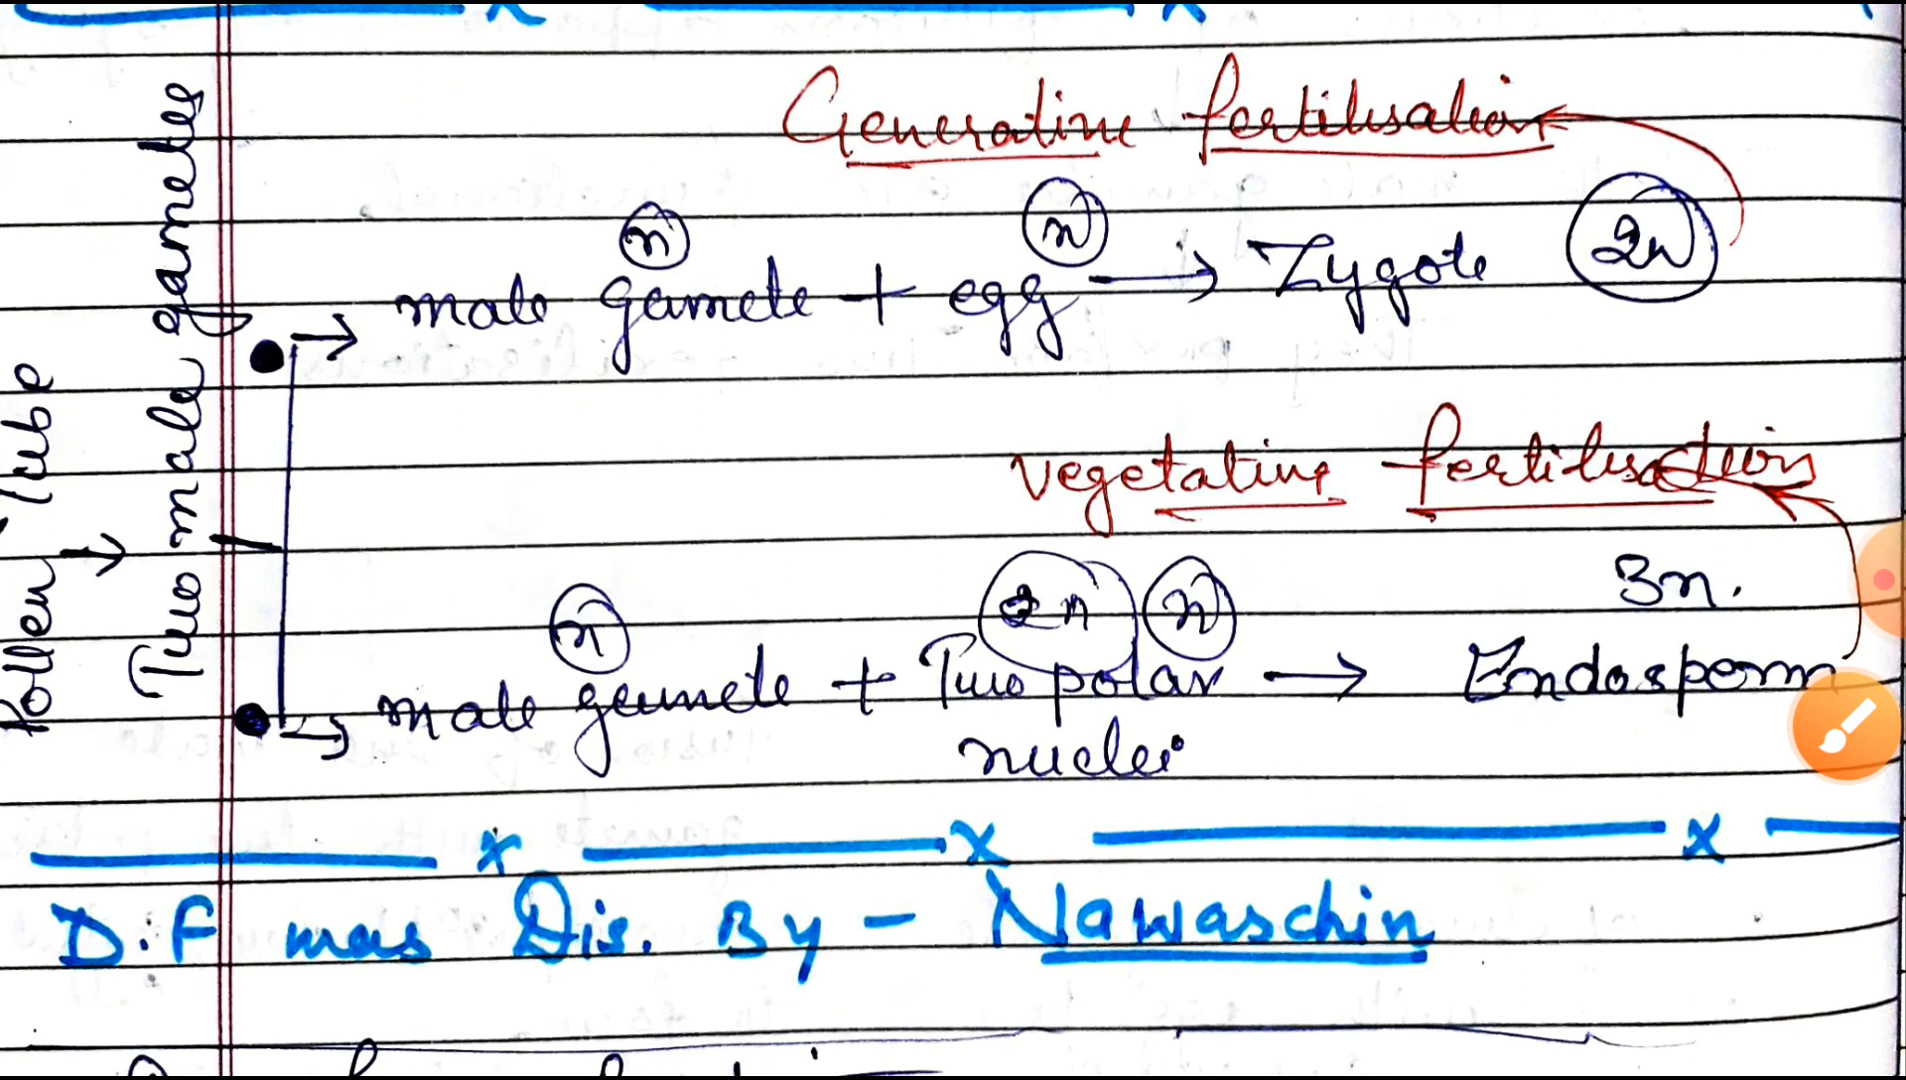 Generative fertilisation
n n
male gamete + egg → Zygote 2n
Vegetative fertilisation
n 2n n 3n.
male gamete + Two polar → Endosperm
nuclei
Pollen Tube →
Two male gametes
D.F was Dis. By - Nawaschin